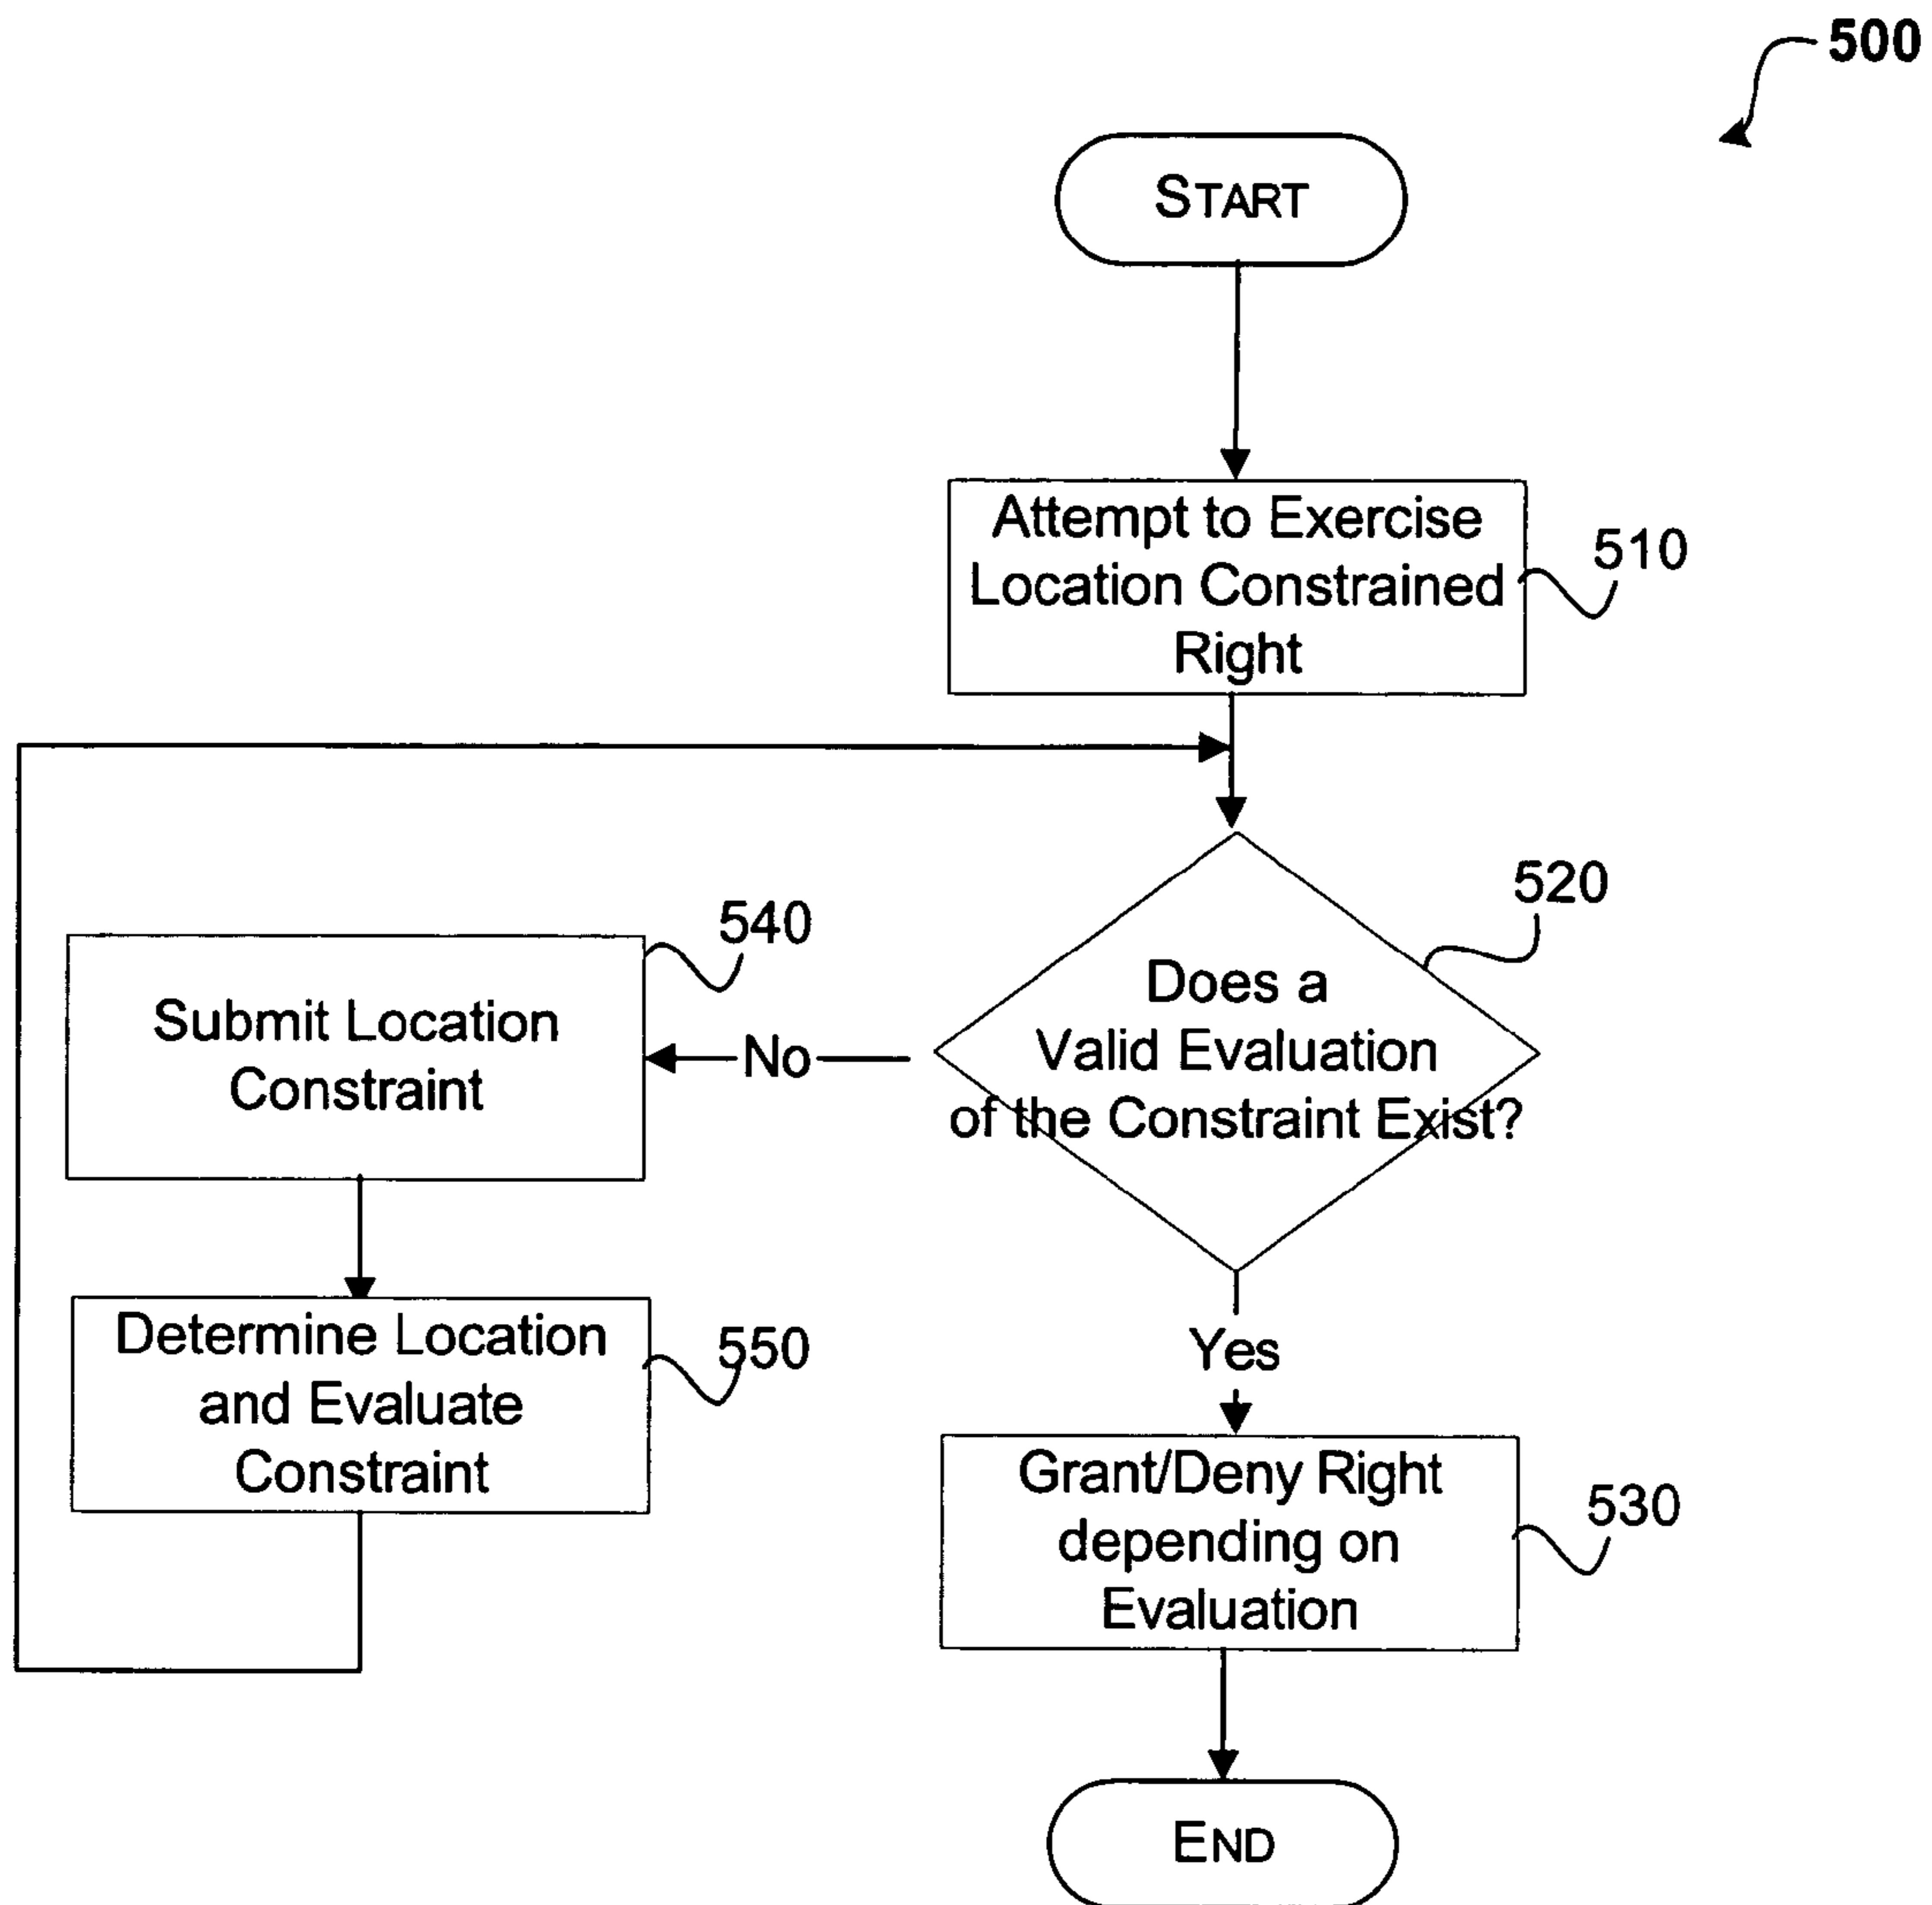 500
START
Attempt to Exercise
Location Constrained
Right
510
520
Does a
Valid Evaluation
of the Constraint Exist?
No
540
Submit Location
Constraint
Determine Location
and Evaluate
Constraint
550
Yes
Grant/Deny Right
depending on
Evaluation
530
END